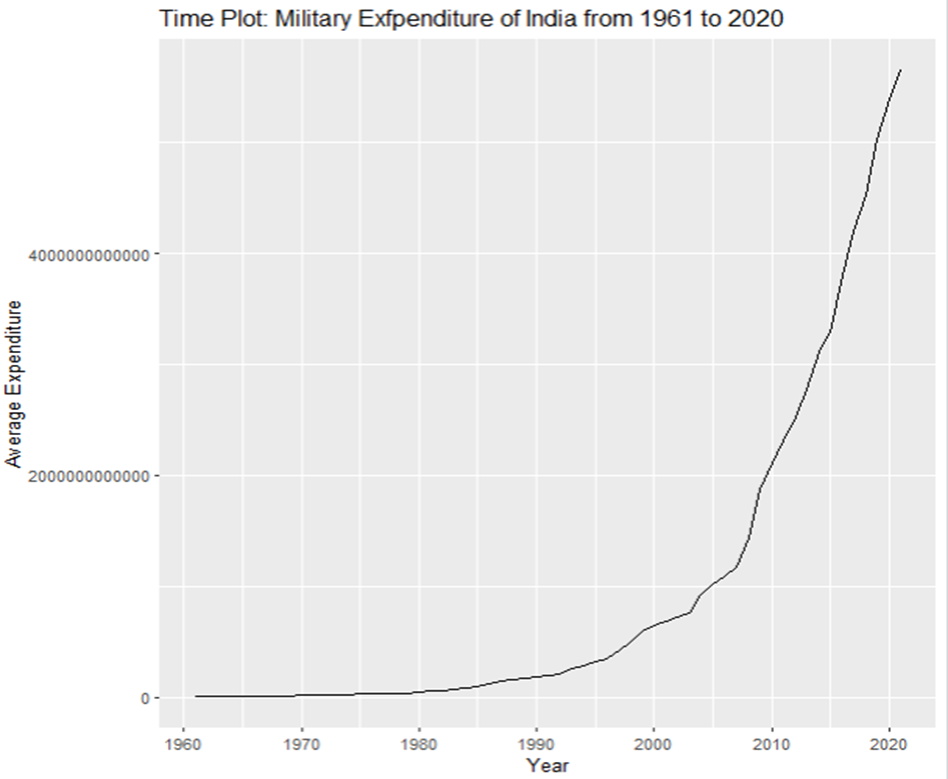 Time Plot: Military Exfpenditure of India from 1961 to 2020
Average Expenditure
4000000000000
2000000000000
0
1960 1970 1980 1990 2000 2010 2020
Year